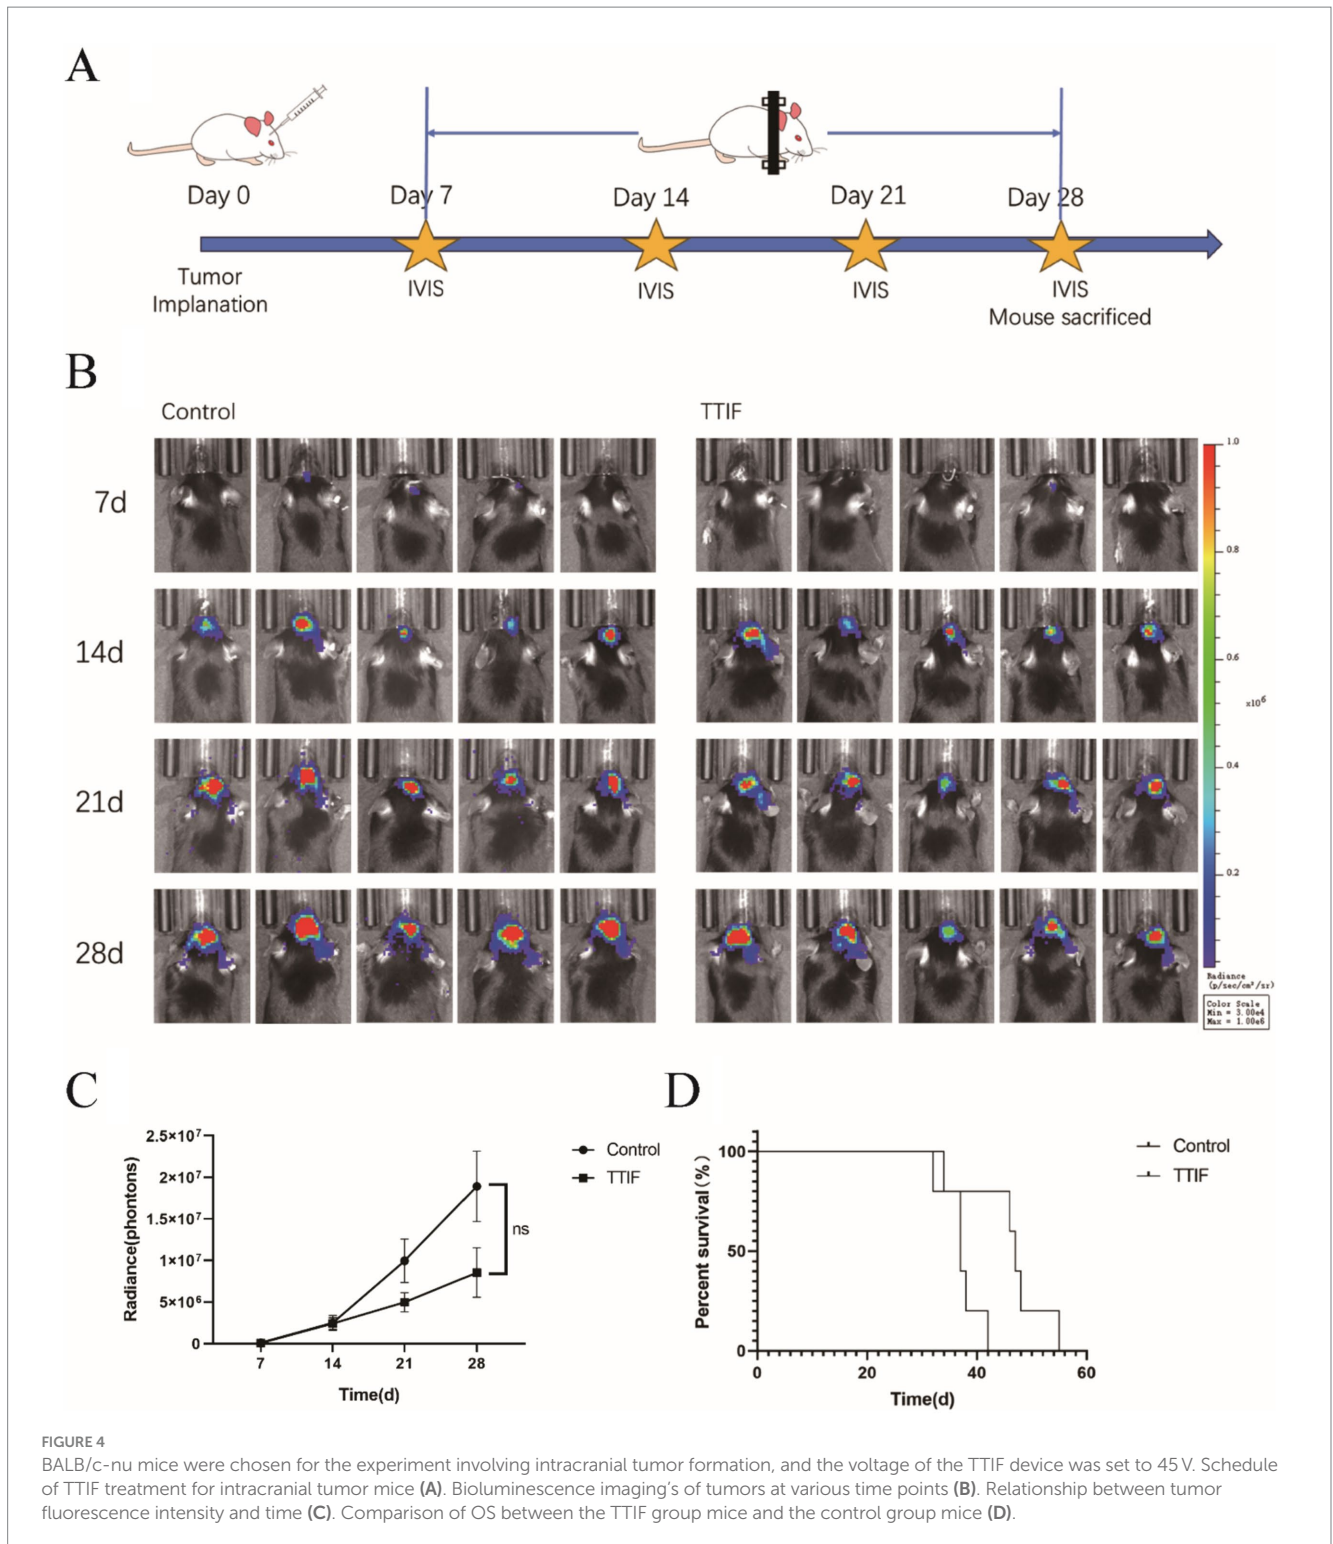 A
Day 0
Day 7
Day 14
Day 21
Day 28
Tumor
Implanation
IVIS
IVIS
IVIS
IVIS
Mouse sacrificed
B
Control
TTIF
7d
14d
21d
28d
1.0
0.8
0.6
x10⁶
0.4
0.2
Radiance
(p/sec/cm²/sr)
Color Scale
Min = 3.00e4
Max = 1.00e6
C
2.5×10⁷
2×10⁷
1.5×10⁷
1×10⁷
5×10⁶
0
Radiance(phontons)
7
14
21
28
Time(d)
Control
TTIF
ns
D
100
50
0
Percent survival (%)
0
20
40
60
Time(d)
Control
TTIF
FIGURE 4
BALB/c-nu mice were chosen for the experiment involving intracranial tumor formation, and the voltage of the TTIF device was set to 45 V. Schedule
of TTIF treatment for intracranial tumor mice (A). Bioluminescence imaging's of tumors at various time points (B). Relationship between tumor
fluorescence intensity and time (C). Comparison of OS between the TTIF group mice and the control group mice (D).